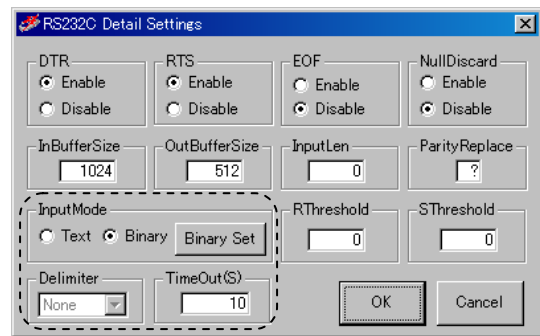 RS232C Detail Settings
DTR RTS EOF NullDiscard
Enable Enable Enable Enable
Disable Disable Disable Disable
InBufferSize OutBufferSize InputLen ParityReplace
1024 512 0 ?
InputMode RThreshold SThreshold
Text Binary Binary Set 0 0
Delimiter TimeOut(S)
None 10 OK Cancel